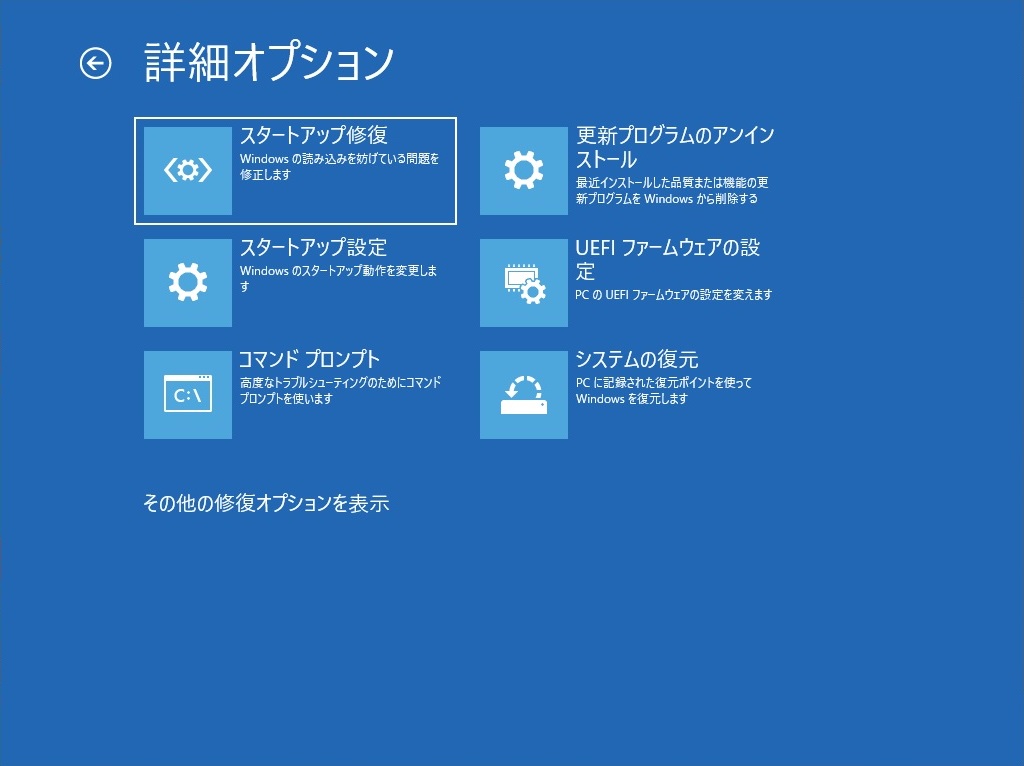 詳細オプション
スタートアップ修復
Windows の読み込みを妨げている問題を
修正します
更新プログラムのアンイン
ストール
最近インストールした品質または機能の更
新プログラムを Windows から削除する
スタートアップ設定
Windows のスタートアップ動作を変更しま
す
UEFI ファームウェアの設
定
PC の UEFI ファームウェアの設定を変えます
C:\
コマンド プロンプト
高度なトラブルシューティングのためにコマンド
プロンプトを使います
システムの復元
PC に記録された復元ポイントを使って
Windows を復元します
その他の修復オプションを表示